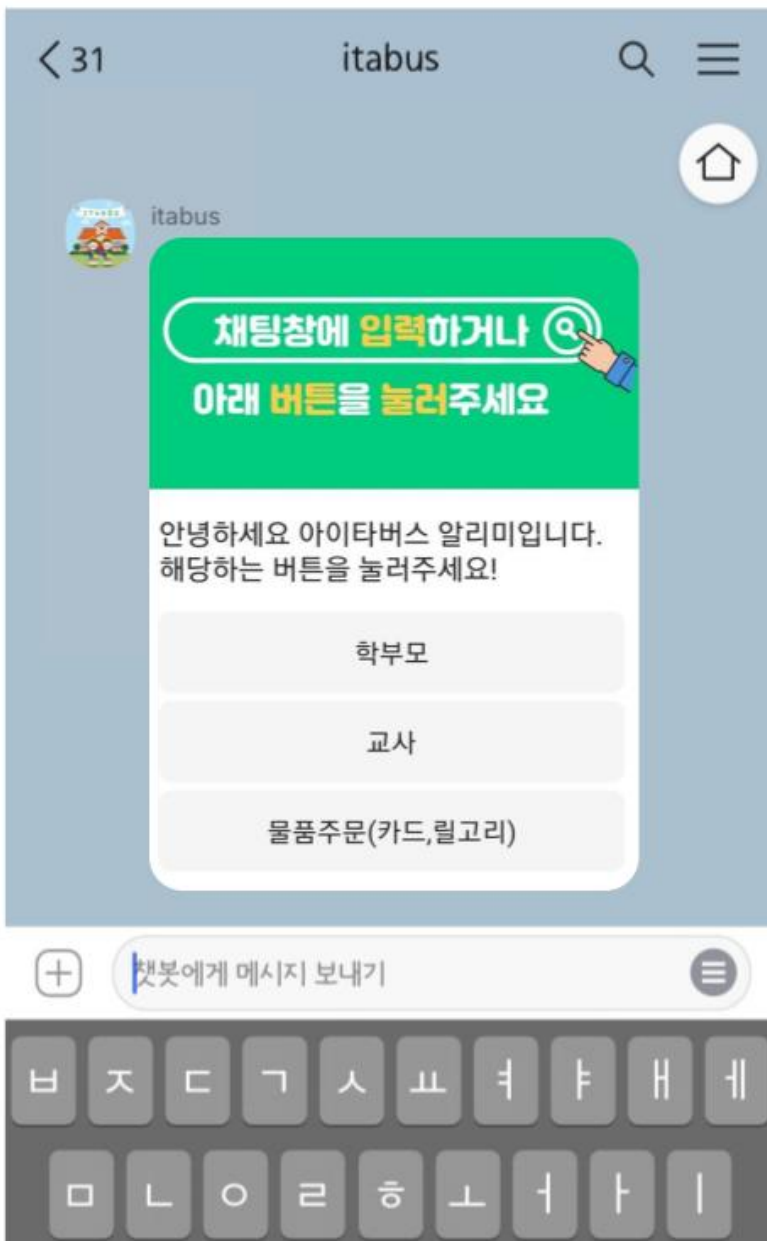 31
itabus
itabus
채팅창에 입력하거나
아래 버튼을 눌러주세요
안녕하세요 아이타버스 알리미입니다.
해당하는 버튼을 눌러주세요!
학부모
교사
물품주문(카드,릴고리)
챗봇에게 메시지 보내기
ㅂ ㅈ ㄷ ㄱ ㅅ ㅛ ㅕ ㅑ ㅐ ㅔ
ㅁ ㄴ ㅇ ㄹ ㅎ ㅗ ㅓ ㅏ ㅣ